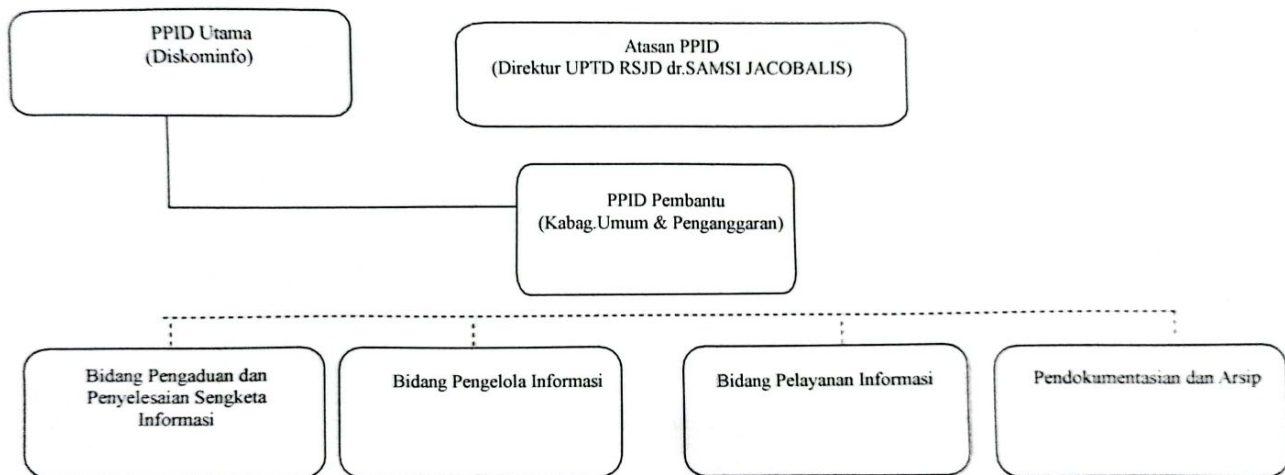 PPID Utama
(Diskominfo)
Atasan PPID
(Direktur UPTD RSJD dr.SAMSI JACOBALIS)
PPID Pembantu
(Kabag.Umum & Penganggaran)
Bidang Pengaduan dan
Penyelesaian Sengketa
Informasi
Bidang Pengelola Informasi
Bidang Pelayanan Informasi
Pendokumentasian dan Arsip